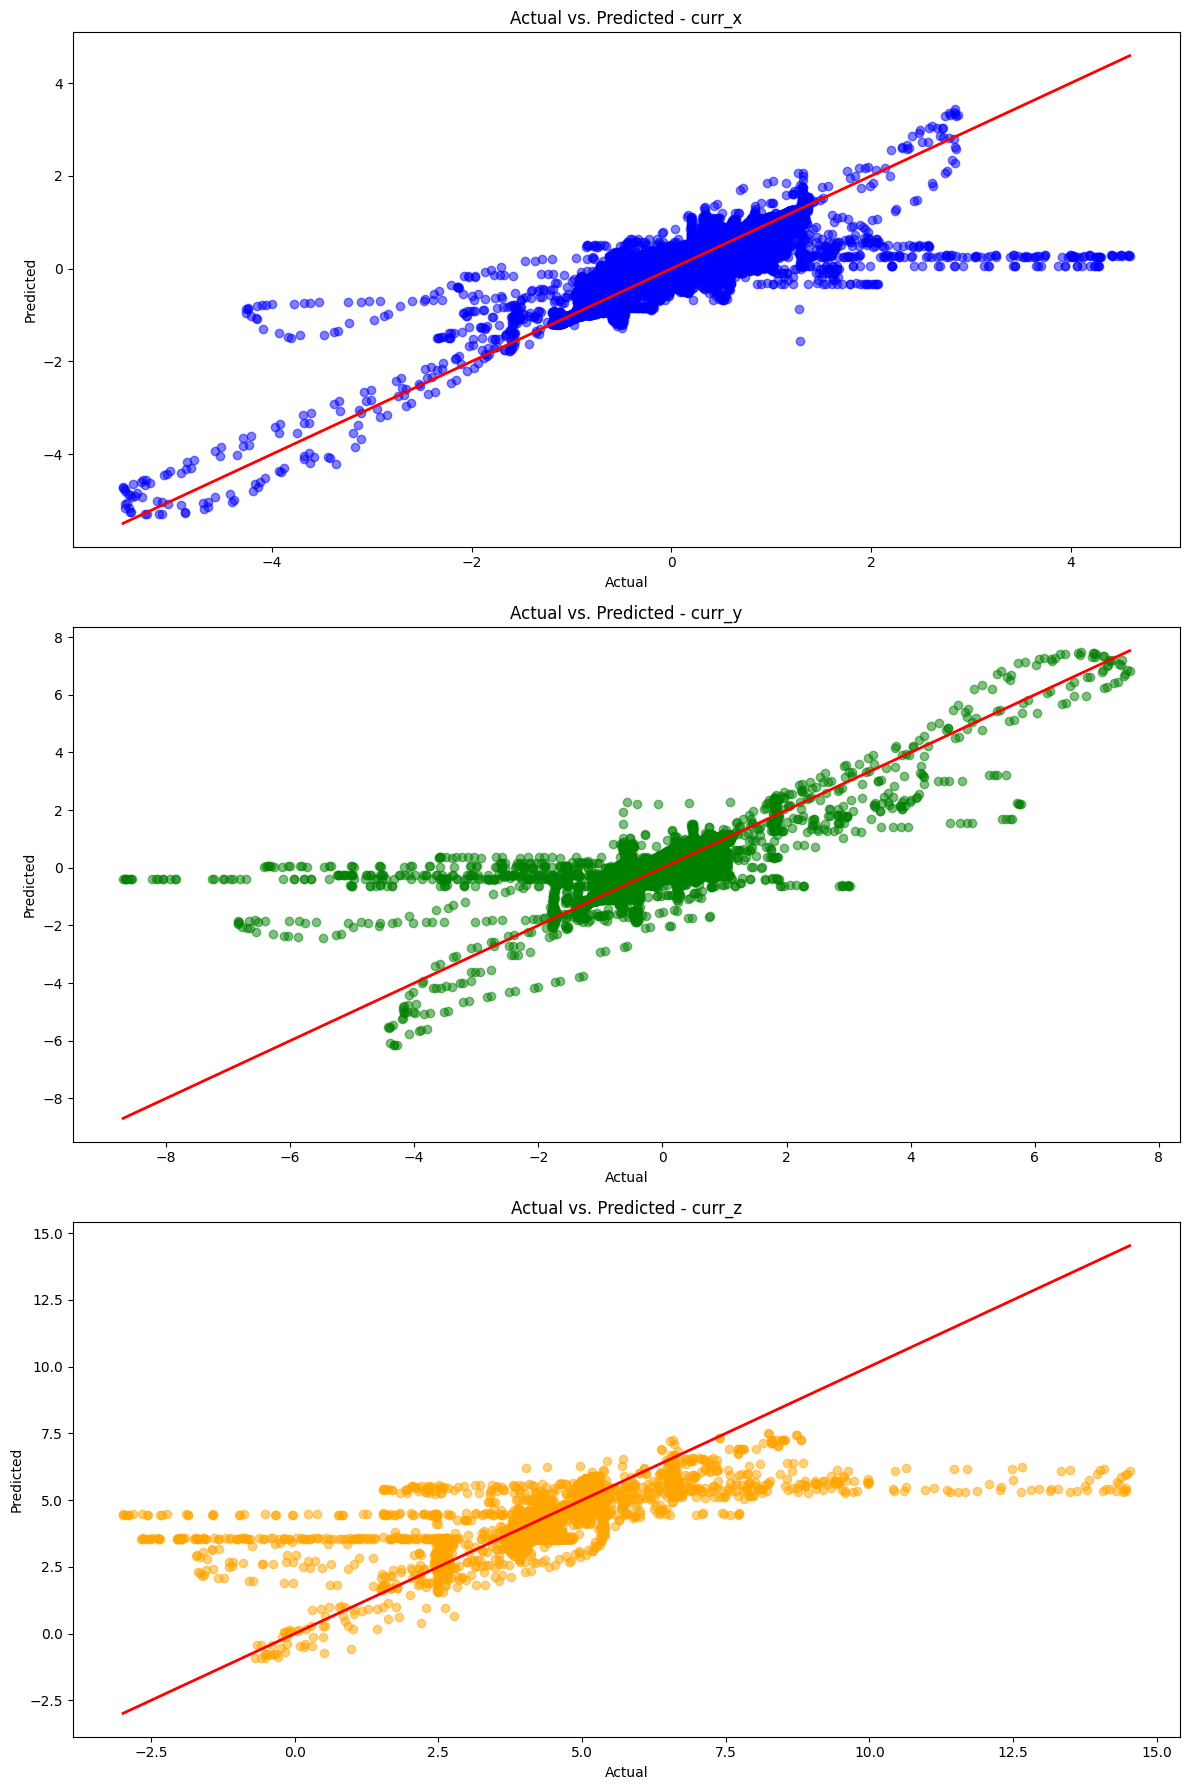 Actual vs. Predicted - curr_x
4
2
0
−2
−4
Predicted
−4 −2 0 2 4
Actual
Actual vs. Predicted - curr_y
8
6
4
2
0
−2
−4
−6
−8
Predicted
−8 −6 −4 −2 0 2 4 6 8
Actual
Actual vs. Predicted - curr_z
15.0
12.5
10.0
7.5
5.0
2.5
0.0
−2.5
Predicted
−2.5 0.0 2.5 5.0 7.5 10.0 12.5 15.0
Actual